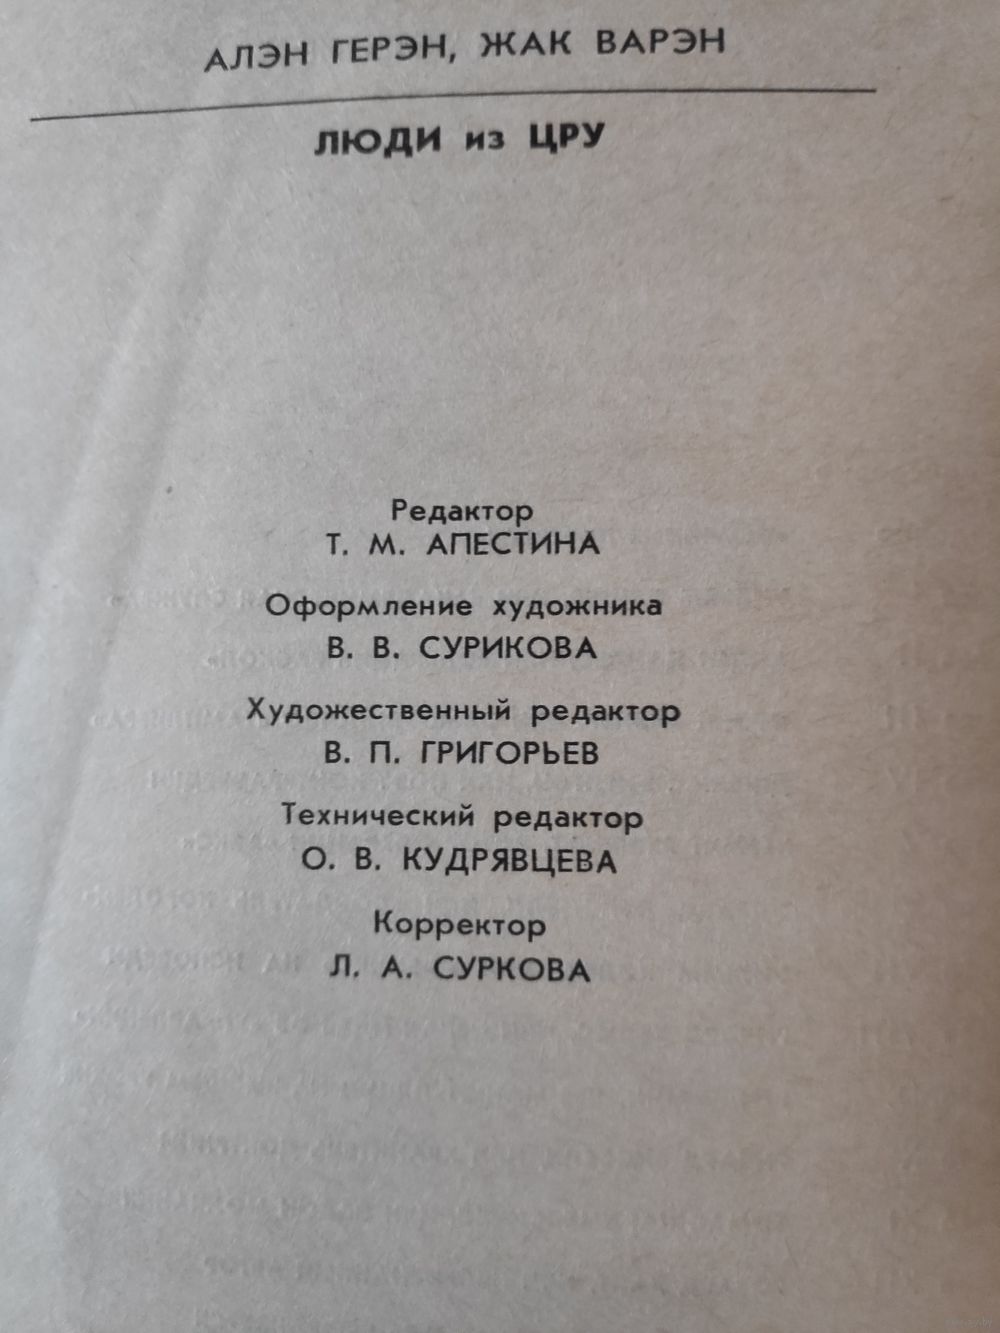 АЛЭН ГЕРЭН, ЖАК ВАРЭН
ЛЮДИ из ЦРУ
Редактор
Т. М. АПЕСТИНА
Оформление художника
В. В. СУРИКОВА
Художественный редактор
В. П. ГРИГОРЬЕВ
Технический редактор
О. В. КУДРЯВЦЕВА
Корректор
Л. А. СУРКОВА